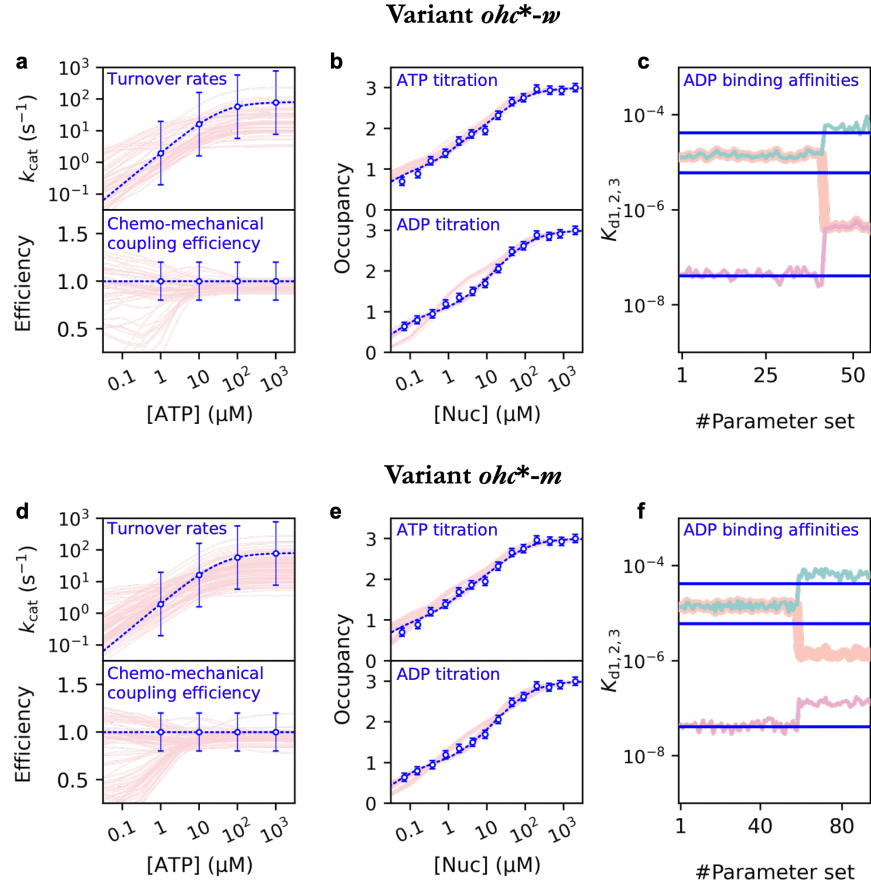 Variant ohc*-w
a
b
c
Turnover rates
ATP titration
ADP binding affinities
10³
10²
10¹
10⁰
10⁻¹
kcat (s⁻¹)
3
2
1
0
10⁻⁴
10⁻⁶
10⁻⁸
Kd1, 2, 3
Chemo-mechanical
coupling efficiency
ADP titration
1.5
1.0
0.5
Efficiency
3
2
1
0
Occupancy
0.1 1 10 10² 10³
[ATP] (μM)
0.1 1 10 10² 10³
[Nuc] (μM)
1 25 50
#Parameter set
Variant ohc*-m
d
e
f
Turnover rates
ATP titration
ADP binding affinities
10³
10²
10¹
10⁰
10⁻¹
kcat (s⁻¹)
3
2
1
0
10⁻⁴
10⁻⁶
10⁻⁸
Kd1, 2, 3
Chemo-mechanical
coupling efficiency
ADP titration
1.5
1.0
0.5
Efficiency
3
2
1
0
Occupancy
0.1 1 10 10² 10³
[ATP] (μM)
0.1 1 10 10² 10³
[Nuc] (μM)
1 40 80
#Parameter set